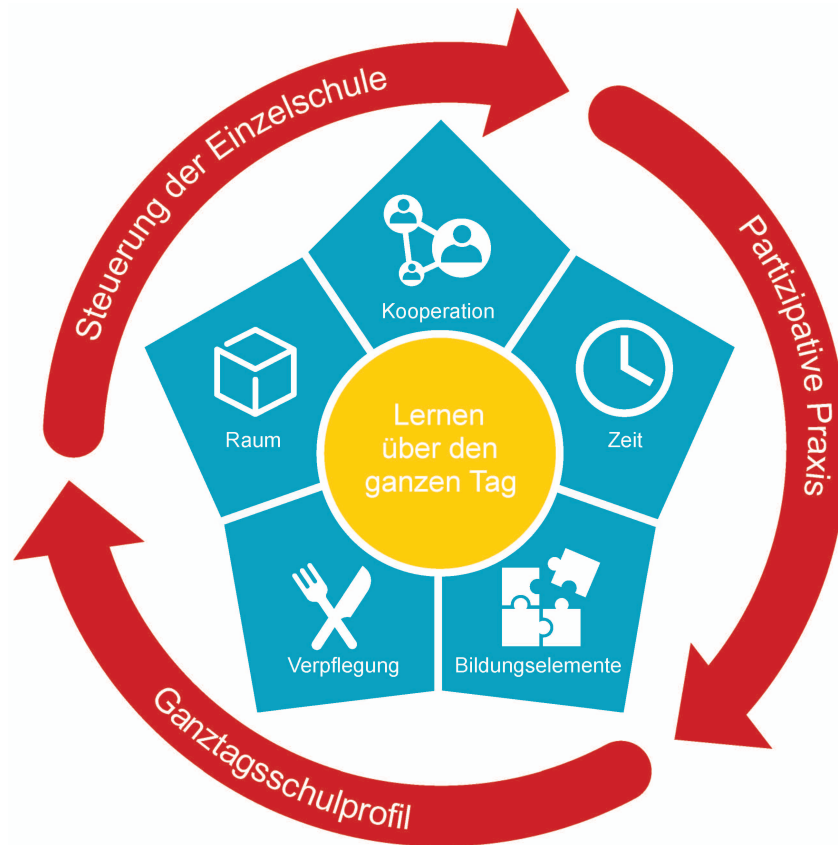 Steuerung der Einzelschule
Partizipative Praxis
Kooperation
Raum
Zeit
Lernen
über den
ganzen Tag
Verpflegung
Bildungselemente
Ganztagsschulprofil